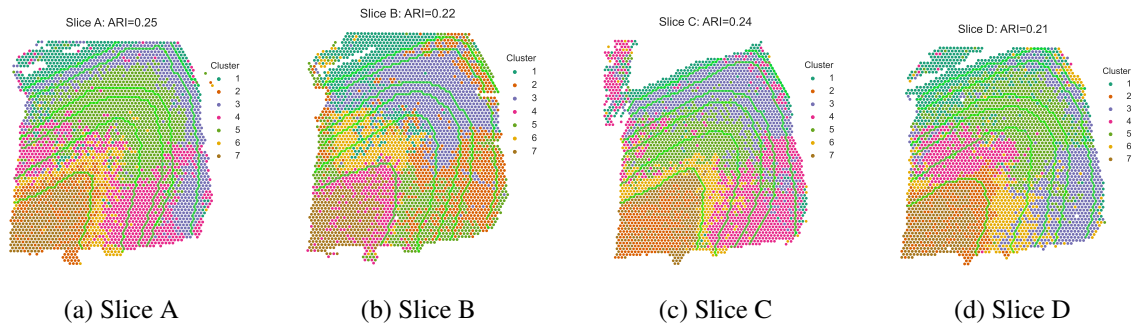 Slice A: ARI=0.25
Cluster
1
2
3
4
5
6
7
(a) Slice A
Slice B: ARI=0.22
Cluster
1
2
3
4
5
6
7
(b) Slice B
Slice C: ARI=0.24
Cluster
1
2
3
4
5
6
7
(c) Slice C
Slice D: ARI=0.21
Cluster
1
2
3
4
5
6
7
(d) Slice D